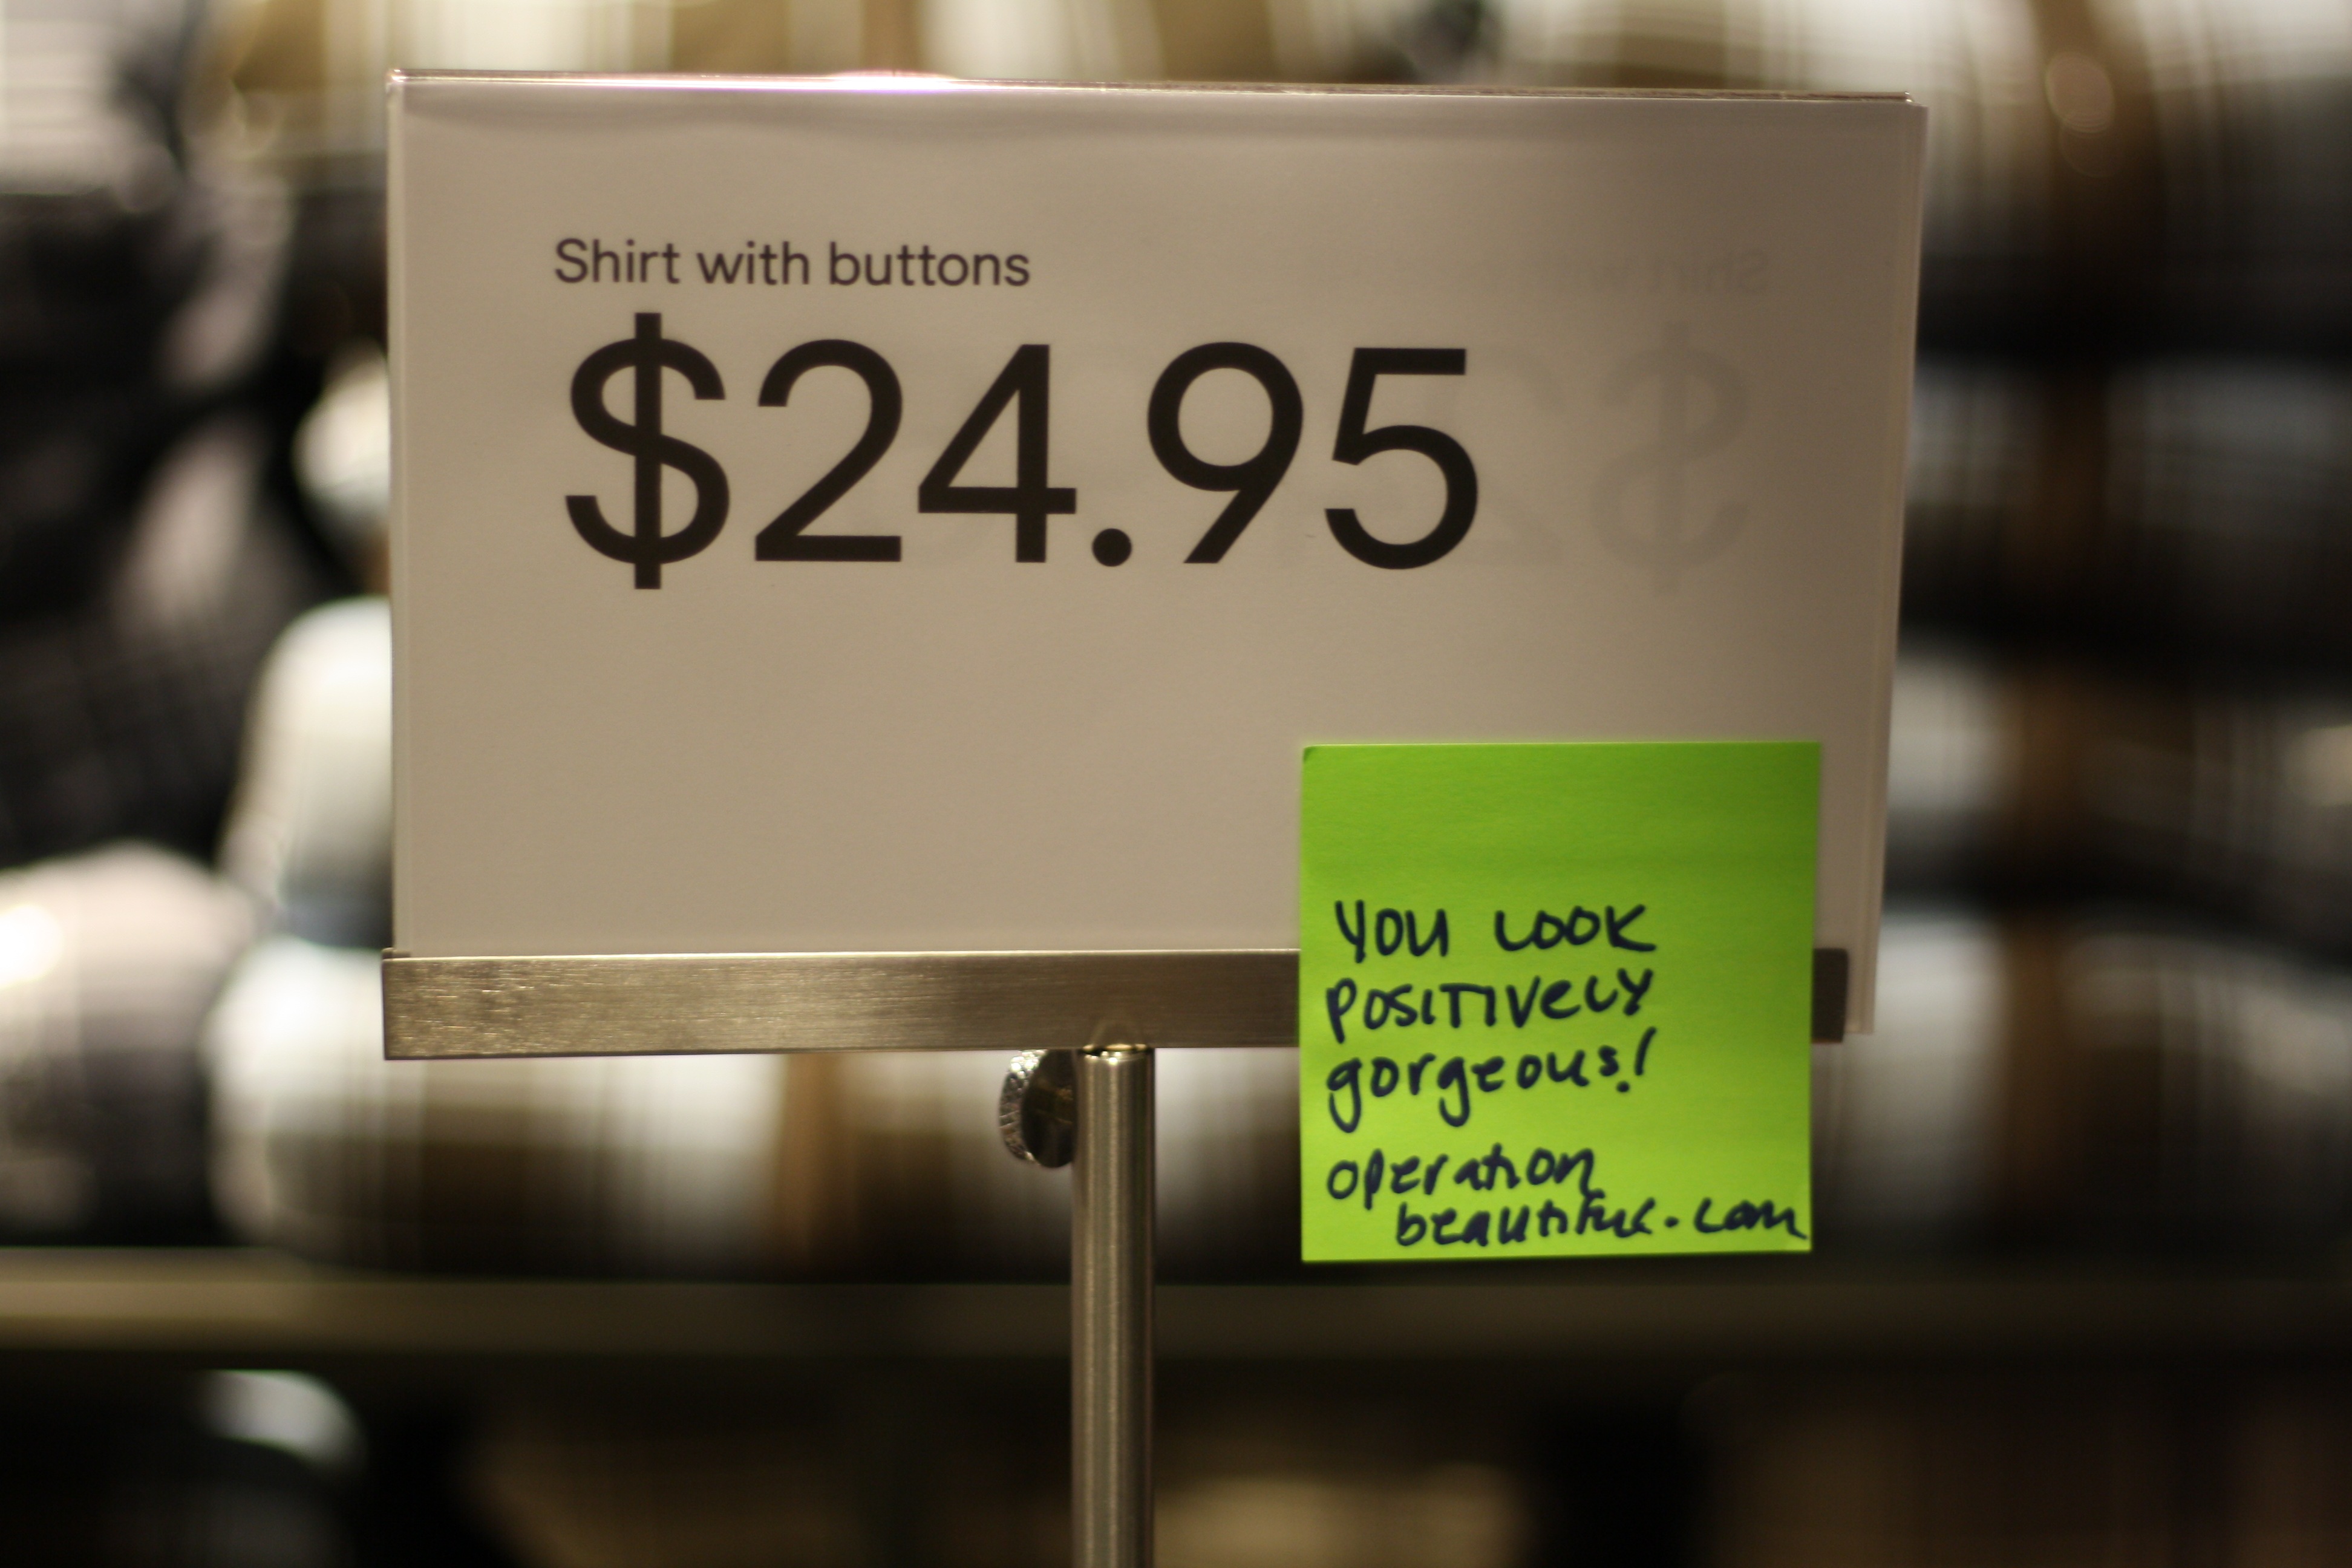 Shirt with buttons
$24.95
YOU LOOK
POSITIVELY
gorgeous!
operation
beautiful.com